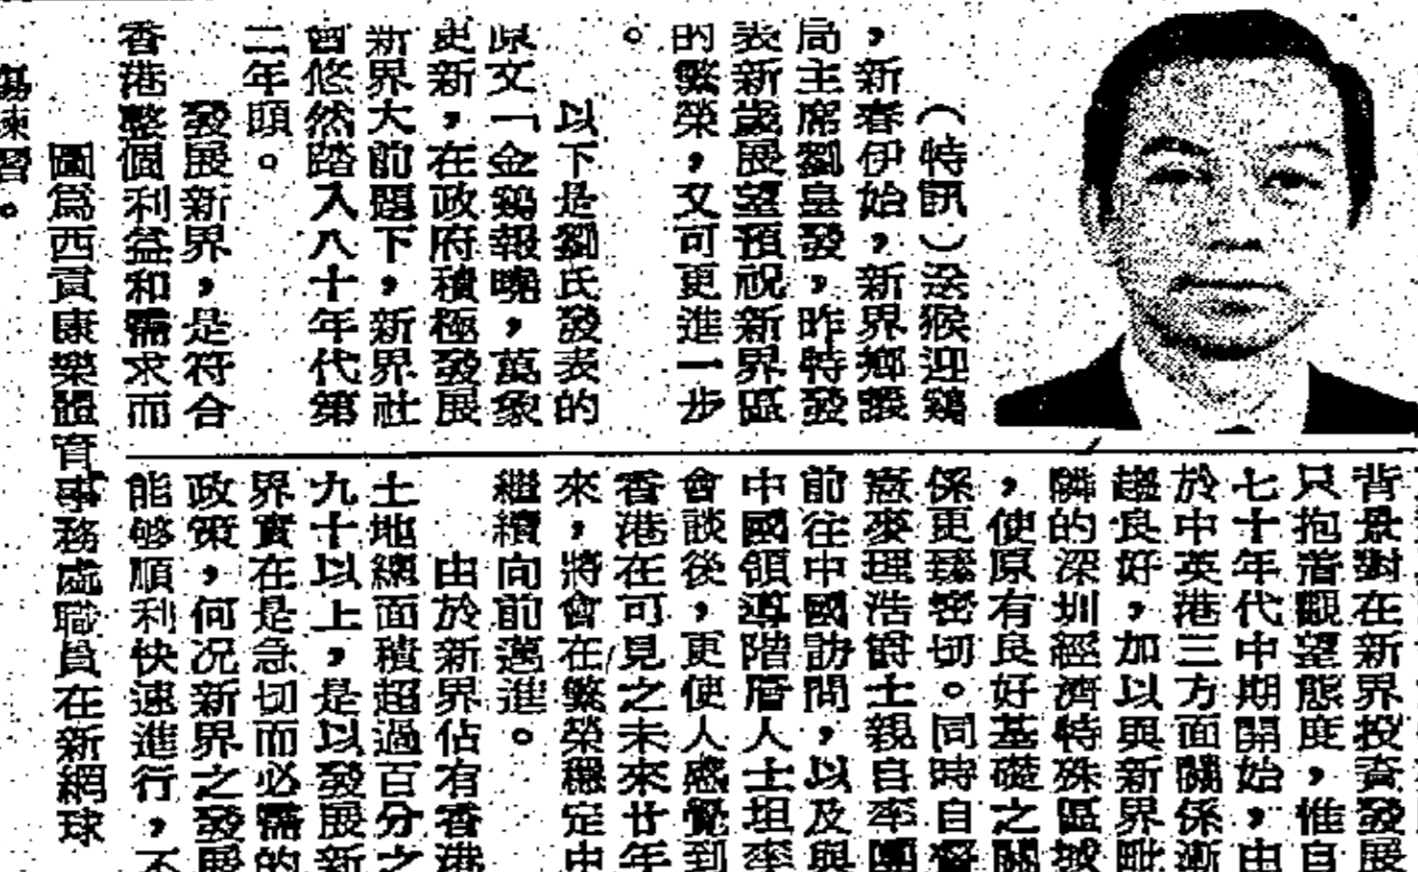 （特訊）送猴迎鷄
，新春伊始，新界鄉議
局主席劉皇發，昨特發
表新歲展望預祝新界區
的繁榮，又可更進一步
。
以下是劉氏發表的
原文「金鷄報曉，萬象
更新，在政府積極發展
新界大前題下，新界社
會悠然踏入八十年代第
二年頭。
發展新界，是符合
香港整個利益和需求而
背景對在新界投資發展
只抱着觀望態度，惟自
七十年代中期開始，由
於中英港三方面關係漸
趨良好，加以與新界毗
隣的深圳經濟特殊區披
，使原有良好基礎之關
係更臻密切。同時自督
憲麥理浩爵士親自率團
前往中國訪問，以及與
中國領導階層人士坦率
會談後，更使人感覺到
香港在可見之未來廿年
來，將會在繁榮穩定中
繼續向前邁進。
由於新界佔有香港
土地總面積超過百分之
九十以上，是以發展新
界實在是急切而必需的
政策，何况新界之發展
能够順利快速進行，不
圖爲西貢康樂體育事務處職員在新網球
場練習。